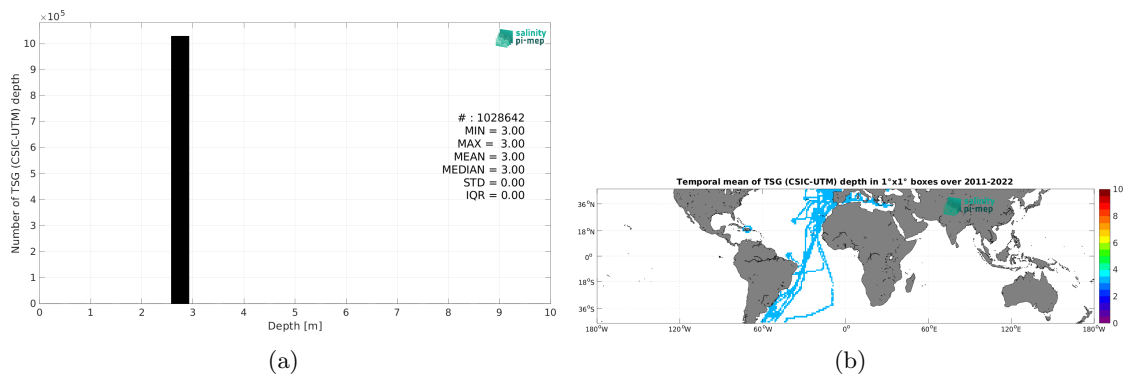 ×10⁵
salinity
pi-mep
10
9
8
7
6
5
4
3
2
1
0
Number of TSG (CSIC-UTM) depth
# : 1028642
MIN = 3.00
MAX = 3.00
MEAN = 3.00
MEDIAN = 3.00
STD = 0.00
IQR = 0.00
0 1 2 3 4 5 6 7 8 9 10
Depth [m]
(a)
Temporal mean of TSG (CSIC-UTM) depth in 1°x1° boxes over 2011-2022
salinity
pi-mep
36°N
18°N
0°
18°S
36°S
180°W 120°W 60°W 0° 60°E 120°E 180°W
10
8
6
4
2
0
(b)